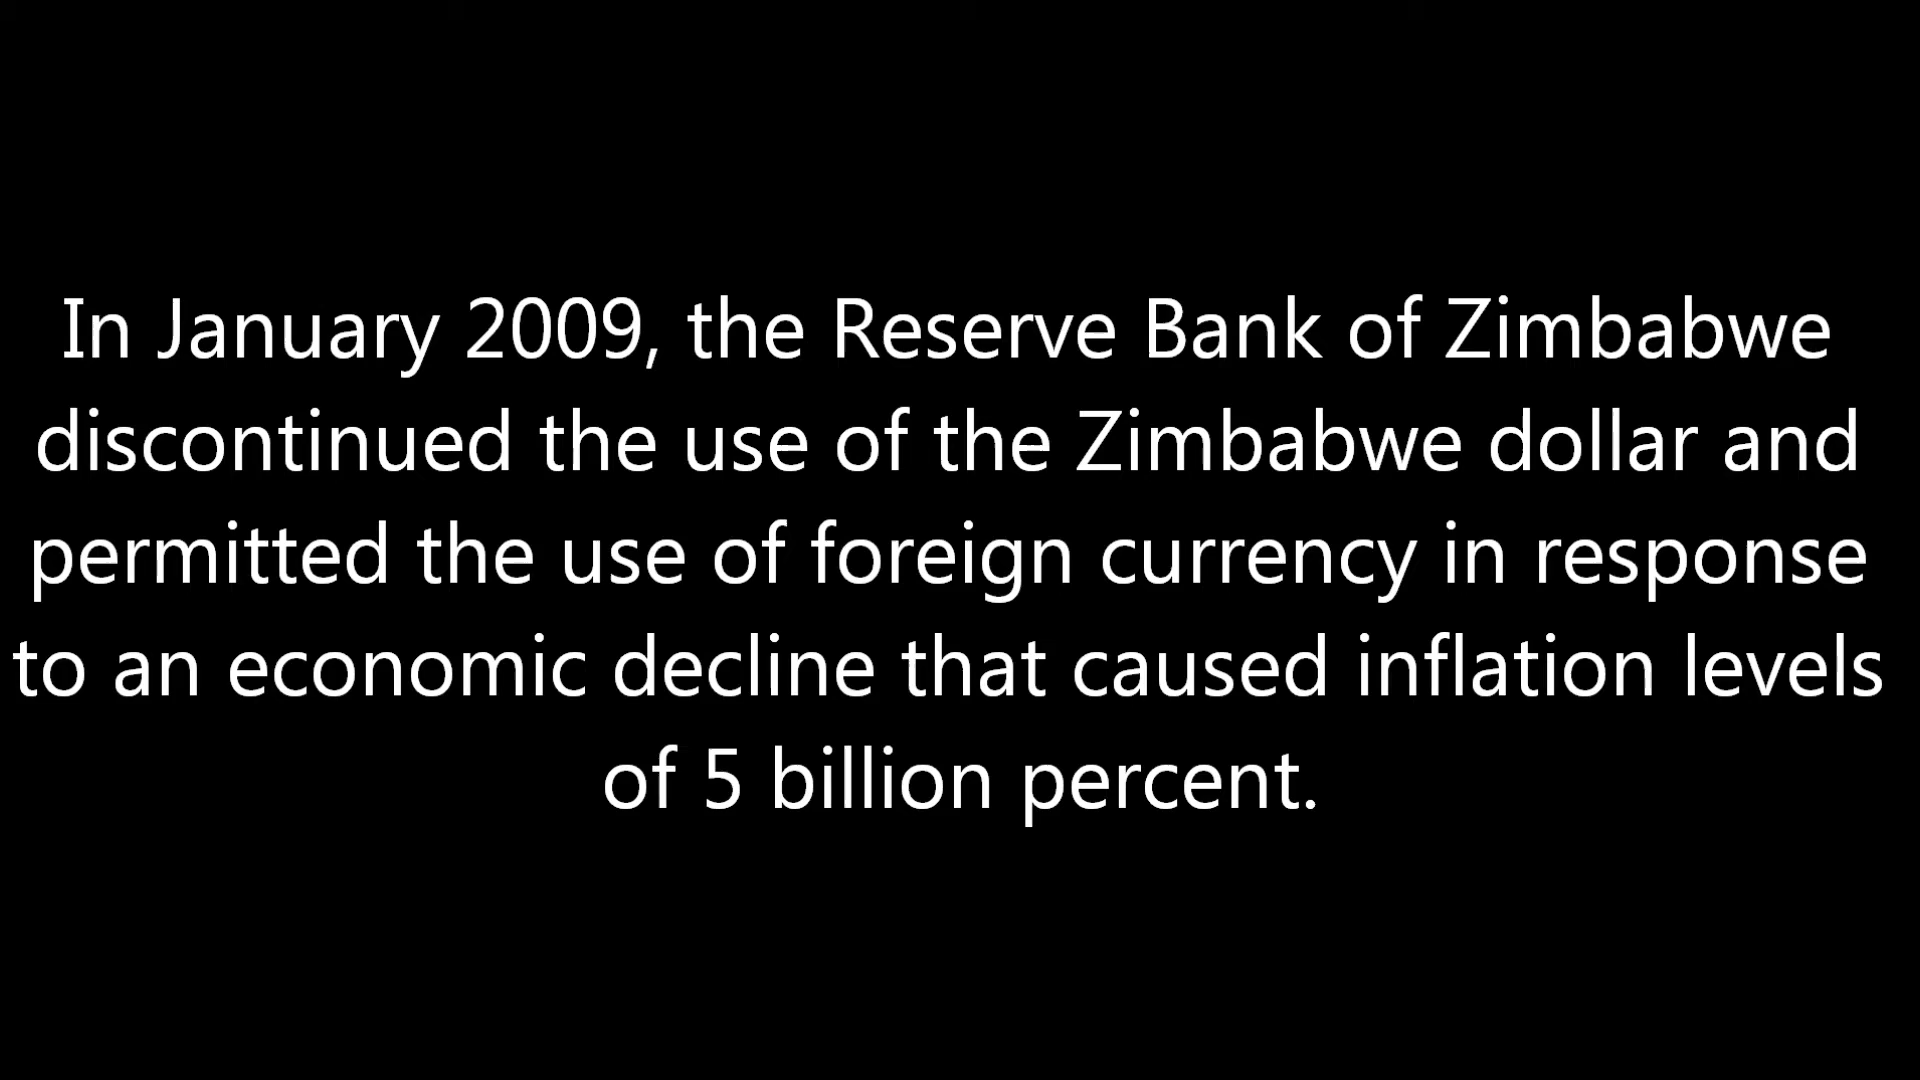 In January 2009, the Reserve Bank of Zimbabwe
discontinued the use of the Zimbabwe dollar and
permitted the use of foreign currency in response
to an economic decline that caused inflation levels
of 5 billion percent.